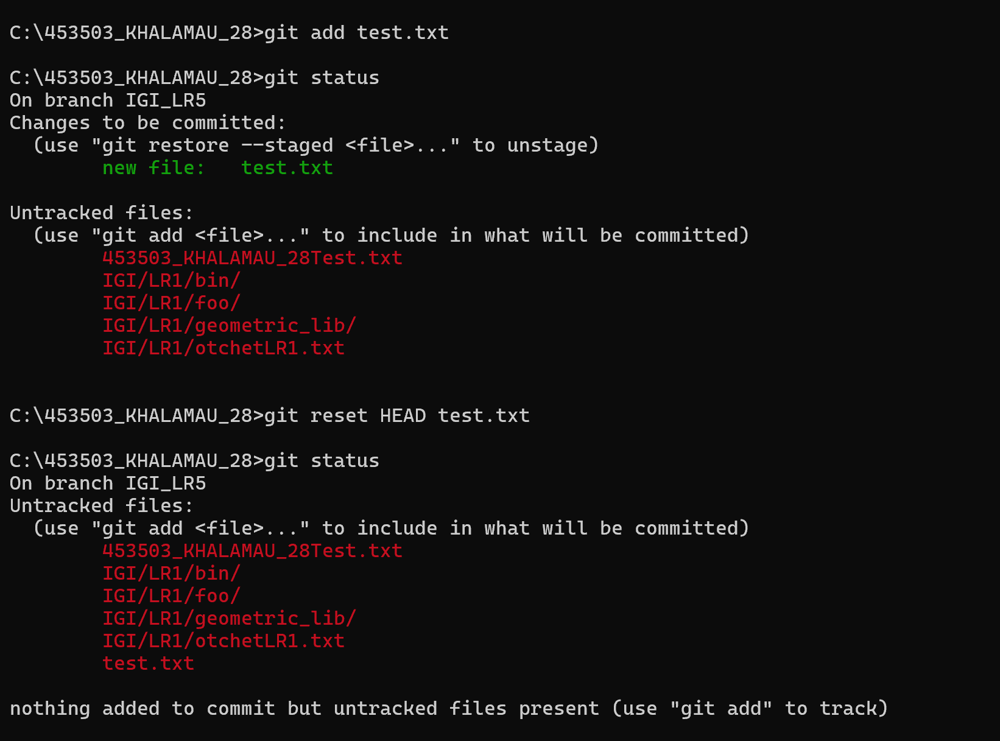 C:\453503_KHALAMAU_28>git add test.txt
C:\453503_KHALAMAU_28>git status
On branch IGI_LR5
Changes to be committed:
  (use "git restore --staged <file>..." to unstage)
        new file:   test.txt
Untracked files:
  (use "git add <file>..." to include in what will be committed)
        453503_KHALAMAU_28Test.txt
        IGI/LR1/bin/
        IGI/LR1/foo/
        IGI/LR1/geometric_lib/
        IGI/LR1/otchetLR1.txt
C:\453503_KHALAMAU_28>git reset HEAD test.txt
C:\453503_KHALAMAU_28>git status
On branch IGI_LR5
Untracked files:
  (use "git add <file>..." to include in what will be committed)
        453503_KHALAMAU_28Test.txt
        IGI/LR1/bin/
        IGI/LR1/foo/
        IGI/LR1/geometric_lib/
        IGI/LR1/otchetLR1.txt
        test.txt
nothing added to commit but untracked files present (use "git add" to track)